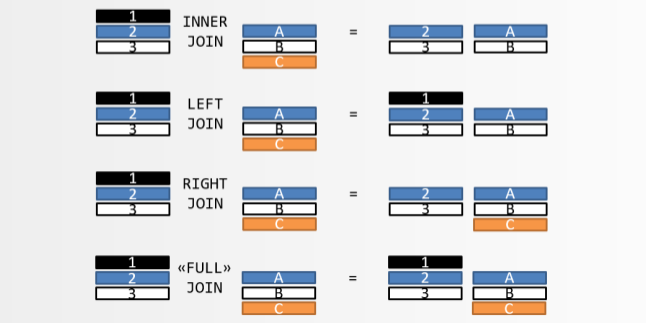 1
2 INNER A = 2 A
3 JOIN B 3 B
C
1 1
2 LEFT A = 2 A
3 JOIN B 3 B
C
1
2 RIGHT A = 2 A
3 JOIN B 3 B
C C
1 1
2 «FULL» A = 2 A
3 JOIN B 3 B
C C